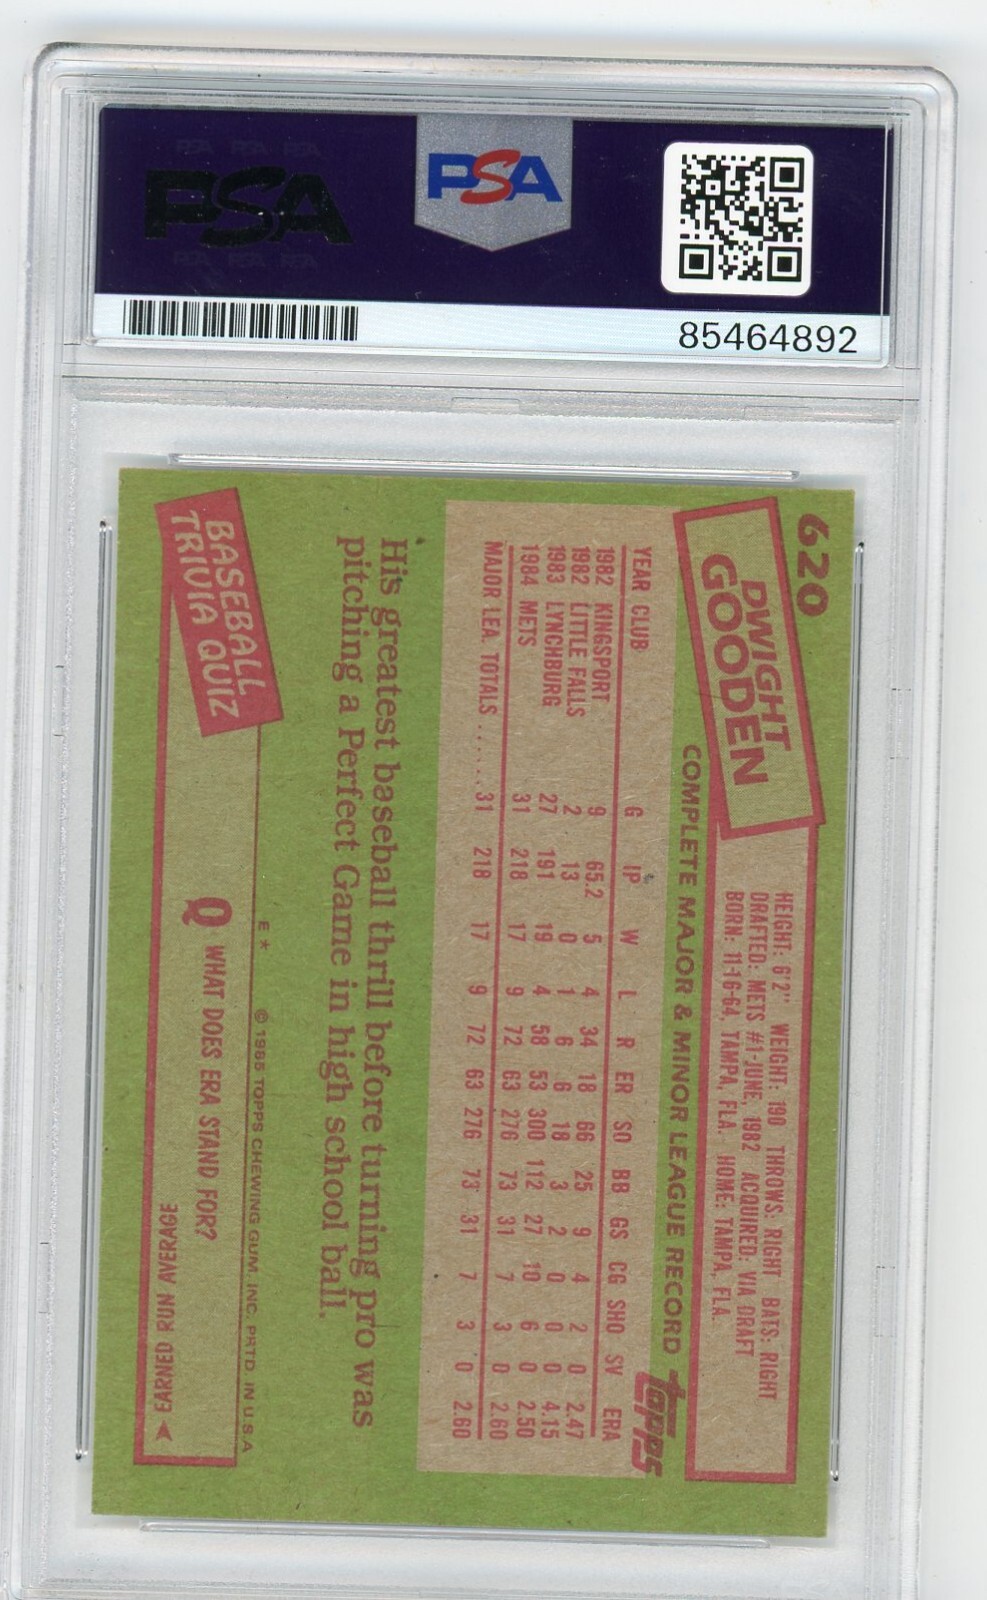 PSA PSA PSA
PSA
PSA PSA PSA
PSA
85464892
620
DWIGHT
GOODEN
HEIGHT: 6'2" WEIGHT: 190 THROWS: RIGHT BATS: RIGHT
DRAFTED: METS #1-JUNE, 1982 ACQUIRED: VIA DRAFT
BORN: 11-16-64, TAMPA, FLA. HOME: TAMPA, FLA.
COMPLETE MAJOR & MINOR LEAGUE RECORD
Topps
YEAR CLUB G IP W L R ER SO BB GS CG SHO SV ERA
1982 KINGSPORT 9 65.2 5 4 34 18 66 25 9 4 2 0 2.47
1982 LITTLE FALLS 2 13 0 1 6 6 18 3 2 0 0 0 4.15
1983 LYNCHBURG 27 191 19 4 58 53 300 112 27 10 6 0 2.50
1984 METS 31 218 17 9 72 63 276 73 31 7 3 0 2.60
MAJOR LEA. TOTALS ...... 31 218 17 9 72 63 276 73 31 7 3 0 2.60
His greatest baseball thrill before turning pro was
pitching a Perfect Game in high school ball.
E* © 1985 TOPPS CHEWING GUM, INC. PRTD. IN U.S.A.
BASEBALL
TRIVIA QUIZ
Q WHAT DOES ERA STAND FOR?
EARNED RUN AVERAGE